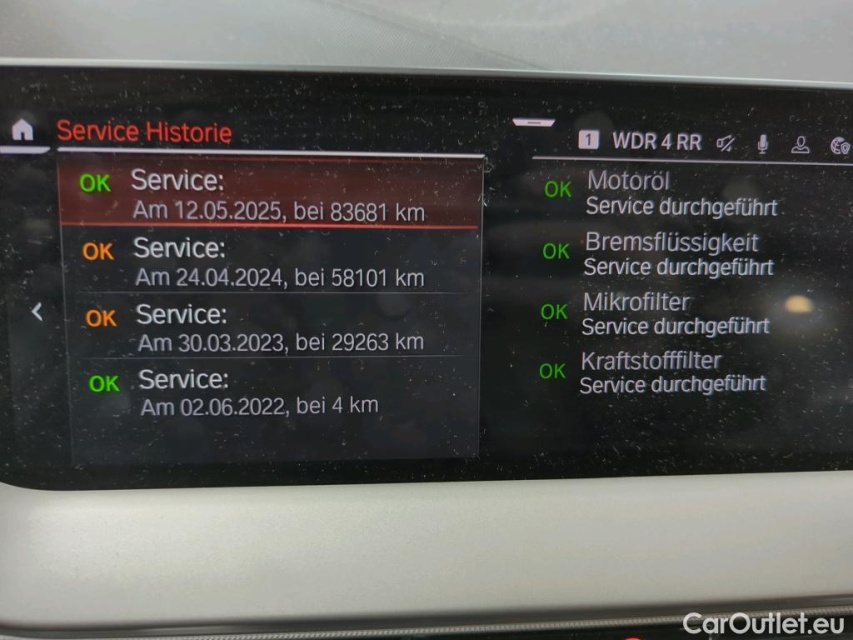 Service Historie
1 WDR 4 RR
OK Service:
Am 12.05.2025, bei 83681 km
OK Service:
Am 24.04.2024, bei 58101 km
OK Service:
Am 30.03.2023, bei 29263 km
OK Service:
Am 02.06.2022, bei 4 km
OK Motoröl
Service durchgeführt
OK Bremsflüssigkeit
Service durchgeführt
OK Mikrofilter
Service durchgeführt
OK Kraftstofffilter
Service durchgeführt
CarOutlet.eu